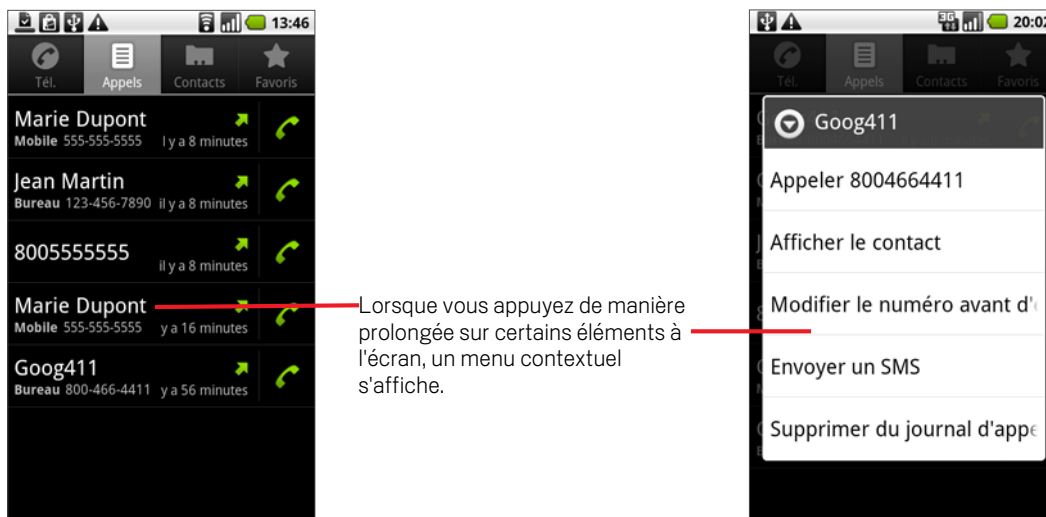 13:46
Tél. Appels Contacts Favoris
Marie Dupont
Mobile 555-555-5555 l y a 8 minutes
Jean Martin
Bureau 123-456-7890 il y a 8 minutes
8005555555
il y a 8 minutes
Marie Dupont
Mobile 555-555-5555 y a 16 minutes
Goog411
Bureau 800-466-4411 y a 56 minutes
Lorsque vous appuyez de manière
prolongée sur certains éléments à
l'écran, un menu contextuel
s'affiche.
3G 20:02
Tél. Appels Contacts Favoris
Goog411
Appeler 8004664411
Afficher le contact
Modifier le numéro avant d'
Envoyer un SMS
Supprimer du journal d'appe